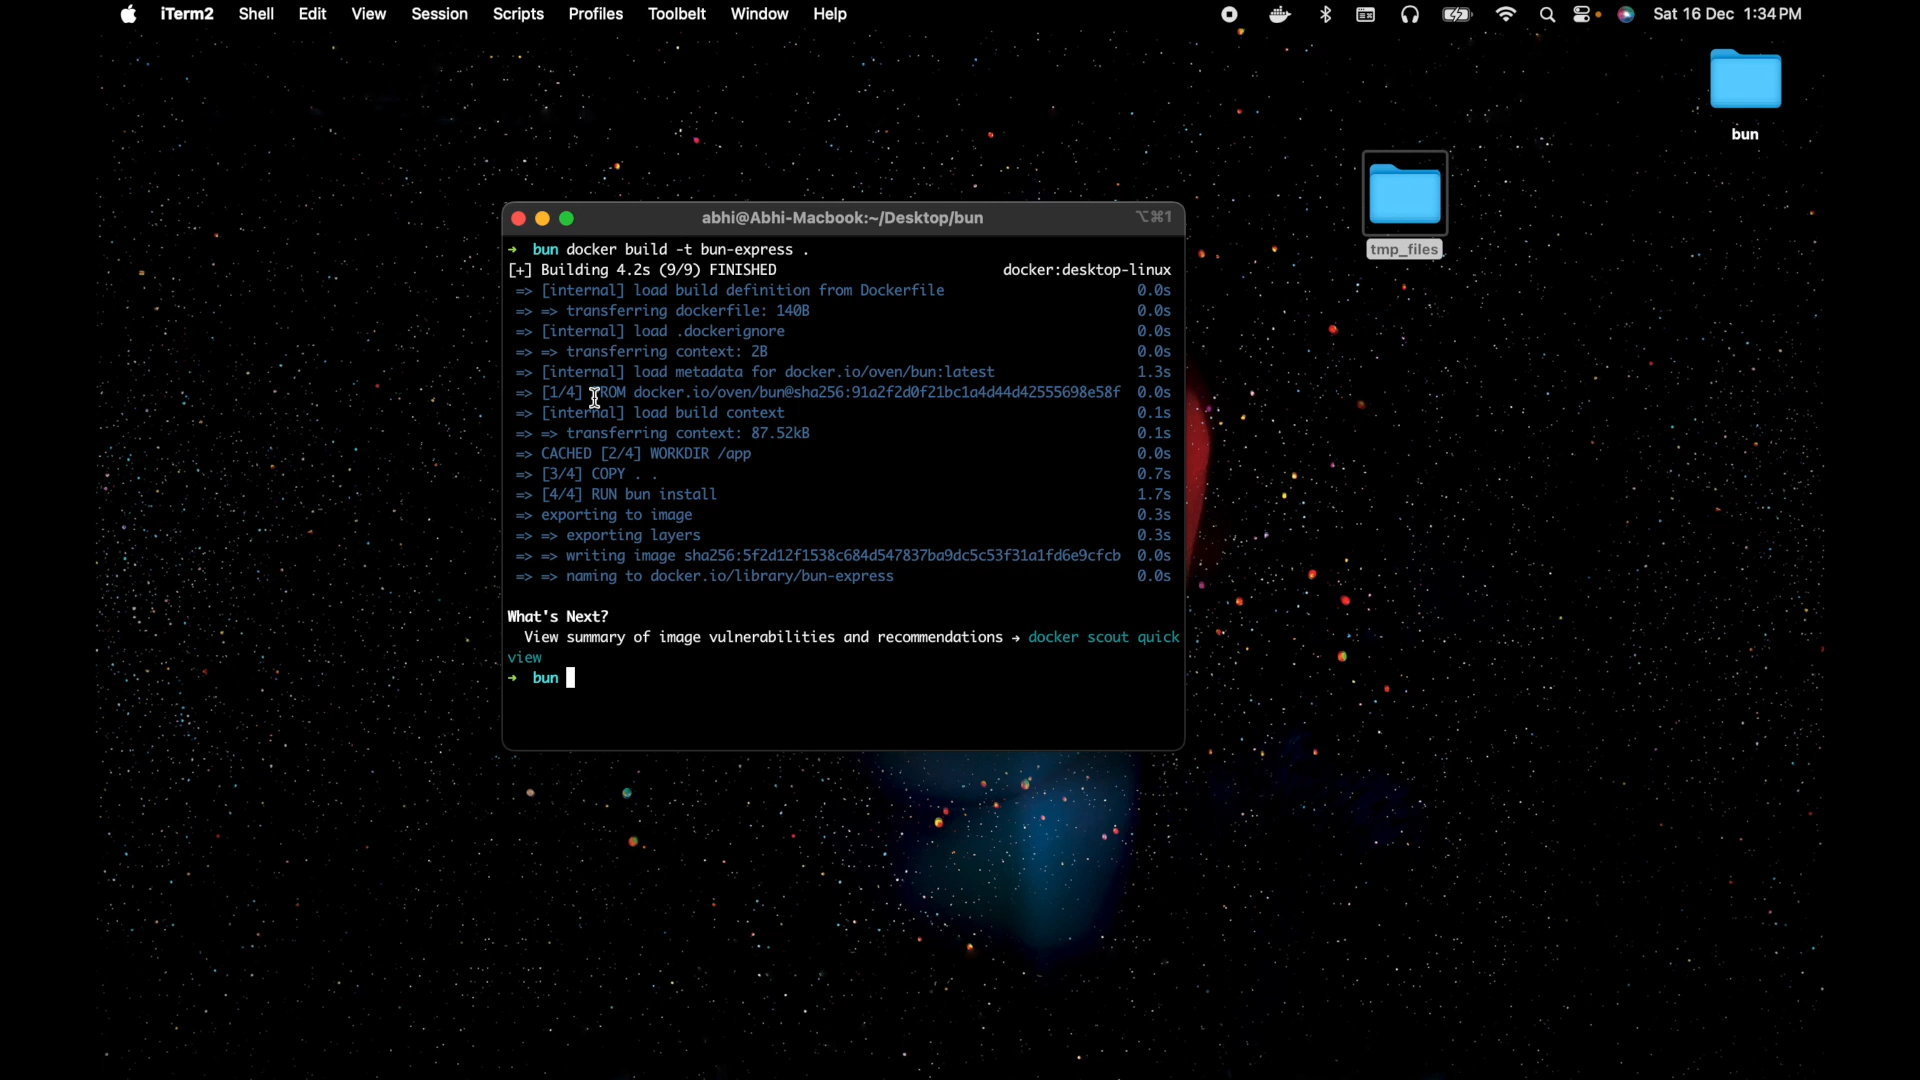 iTerm2 Shell Edit View Session Scripts Profiles Toolbelt Window Help Sat 16 Dec 1:34 PM
bun
tmp_files
abhi@Abhi-Macbook:~/Desktop/bun ⌥⌘1
➜ bun docker build -t bun-express .
[+] Building 4.2s (9/9) FINISHED docker:desktop-linux
=> [internal] load build definition from Dockerfile 0.0s
=> => transferring dockerfile: 140B 0.0s
=> [internal] load .dockerignore 0.0s
=> => transferring context: 2B 0.0s
=> [internal] load metadata for docker.io/oven/bun:latest 1.3s
=> [1/4] FROM docker.io/oven/bun@sha256:91a2f2d0f21bc1a4d44d42555698e58f 0.0s
=> [internal] load build context 0.1s
=> => transferring context: 87.52kB 0.1s
=> CACHED [2/4] WORKDIR /app 0.0s
=> [3/4] COPY . . 0.7s
=> [4/4] RUN bun install 1.7s
=> exporting to image 0.3s
=> => exporting layers 0.3s
=> => writing image sha256:5f2d12f1538c684d547837ba9dc5c53f31a1fd6e9cfcb 0.0s
=> => naming to docker.io/library/bun-express 0.0s
What's Next?
View summary of image vulnerabilities and recommendations → docker scout quick
view
➜ bun